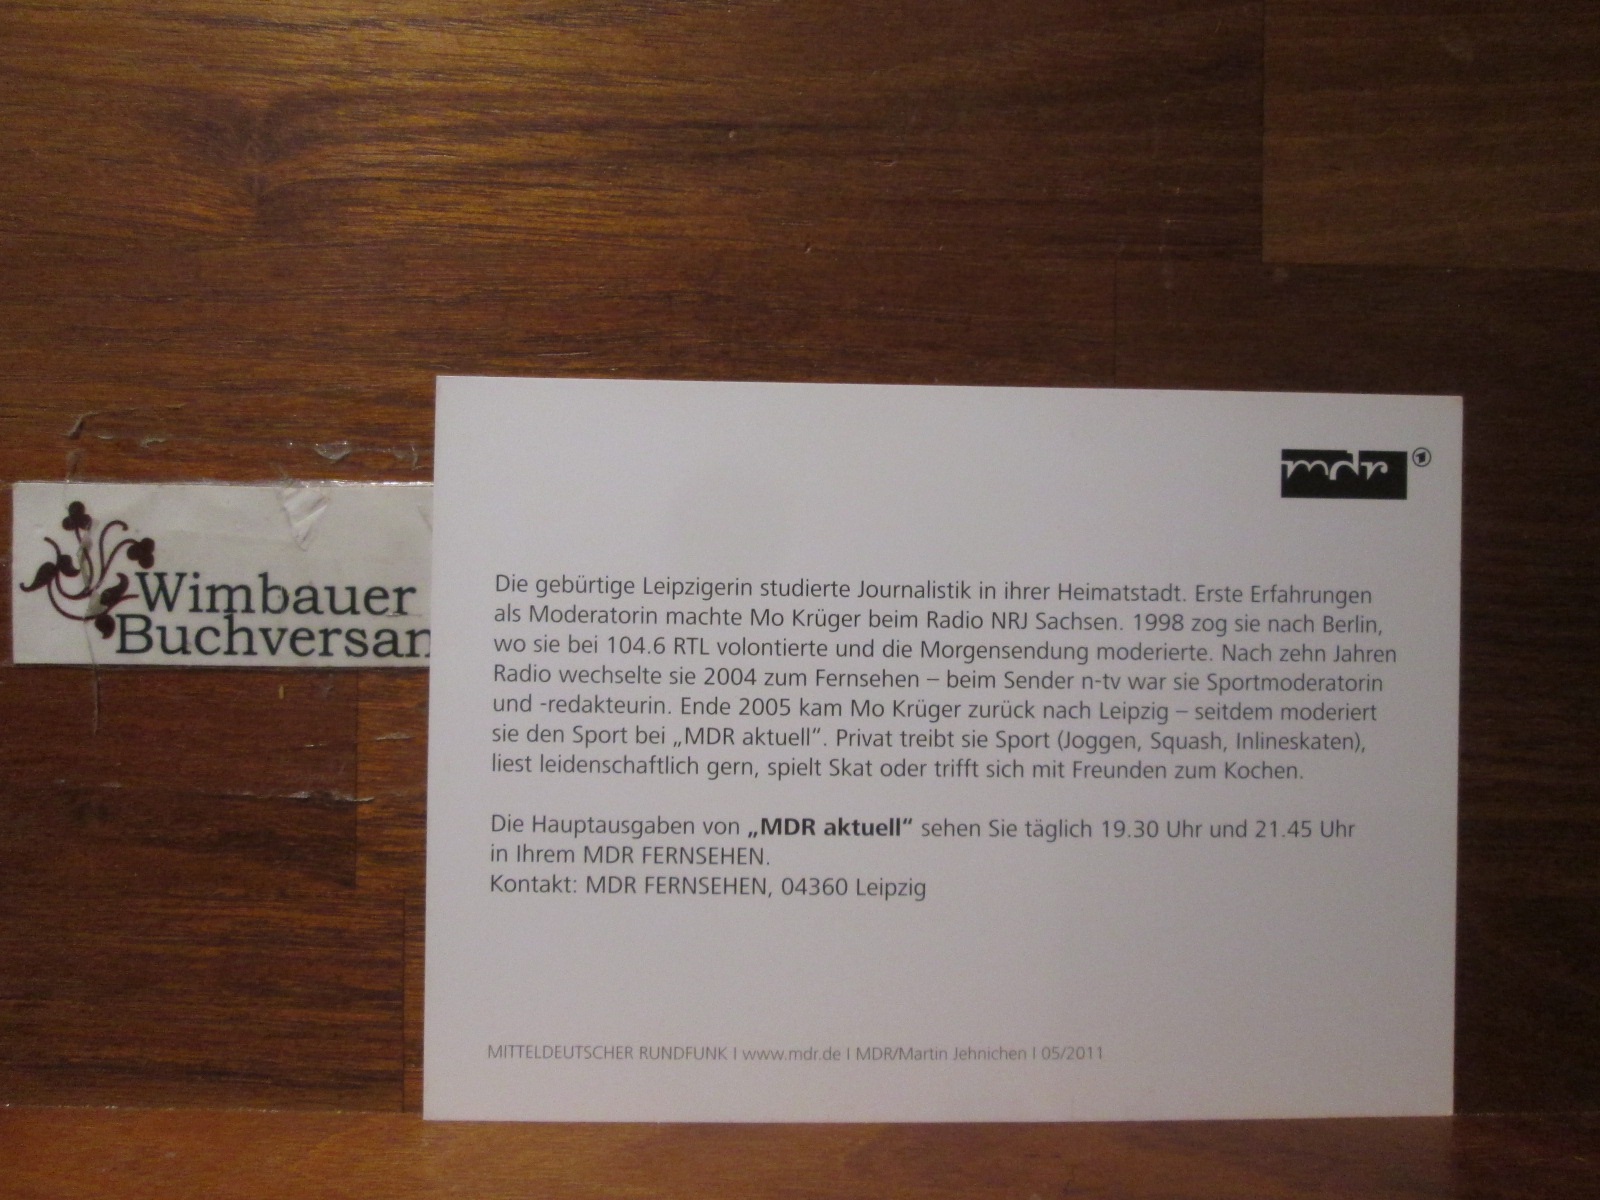 mdr
Wimbauer
Buchversan
Die gebürtige Leipzigerin studierte Journalistik in ihrer Heimatstadt. Erste Erfahrungen
als Moderatorin machte Mo Krüger beim Radio NRJ Sachsen. 1998 zog sie nach Berlin,
wo sie bei 104.6 RTL volontierte und die Morgensendung moderierte. Nach zehn Jahren
Radio wechselte sie 2004 zum Fernsehen – beim Sender n-tv war sie Sportmoderatorin
und -redakteurin. Ende 2005 kam Mo Krüger zurück nach Leipzig – seitdem moderiert
sie den Sport bei „MDR aktuell“. Privat treibt sie Sport (Joggen, Squash, Inlineskaten),
liest leidenschaftlich gern, spielt Skat oder trifft sich mit Freunden zum Kochen.
Die Hauptausgaben von „MDR aktuell“ sehen Sie täglich 19.30 Uhr und 21.45 Uhr
in Ihrem MDR FERNSEHEN.
Kontakt: MDR FERNSEHEN, 04360 Leipzig
MITTELDEUTSCHER RUNDFUNK I www.mdr.de I MDR/Martin Jehnichen I 05/2011